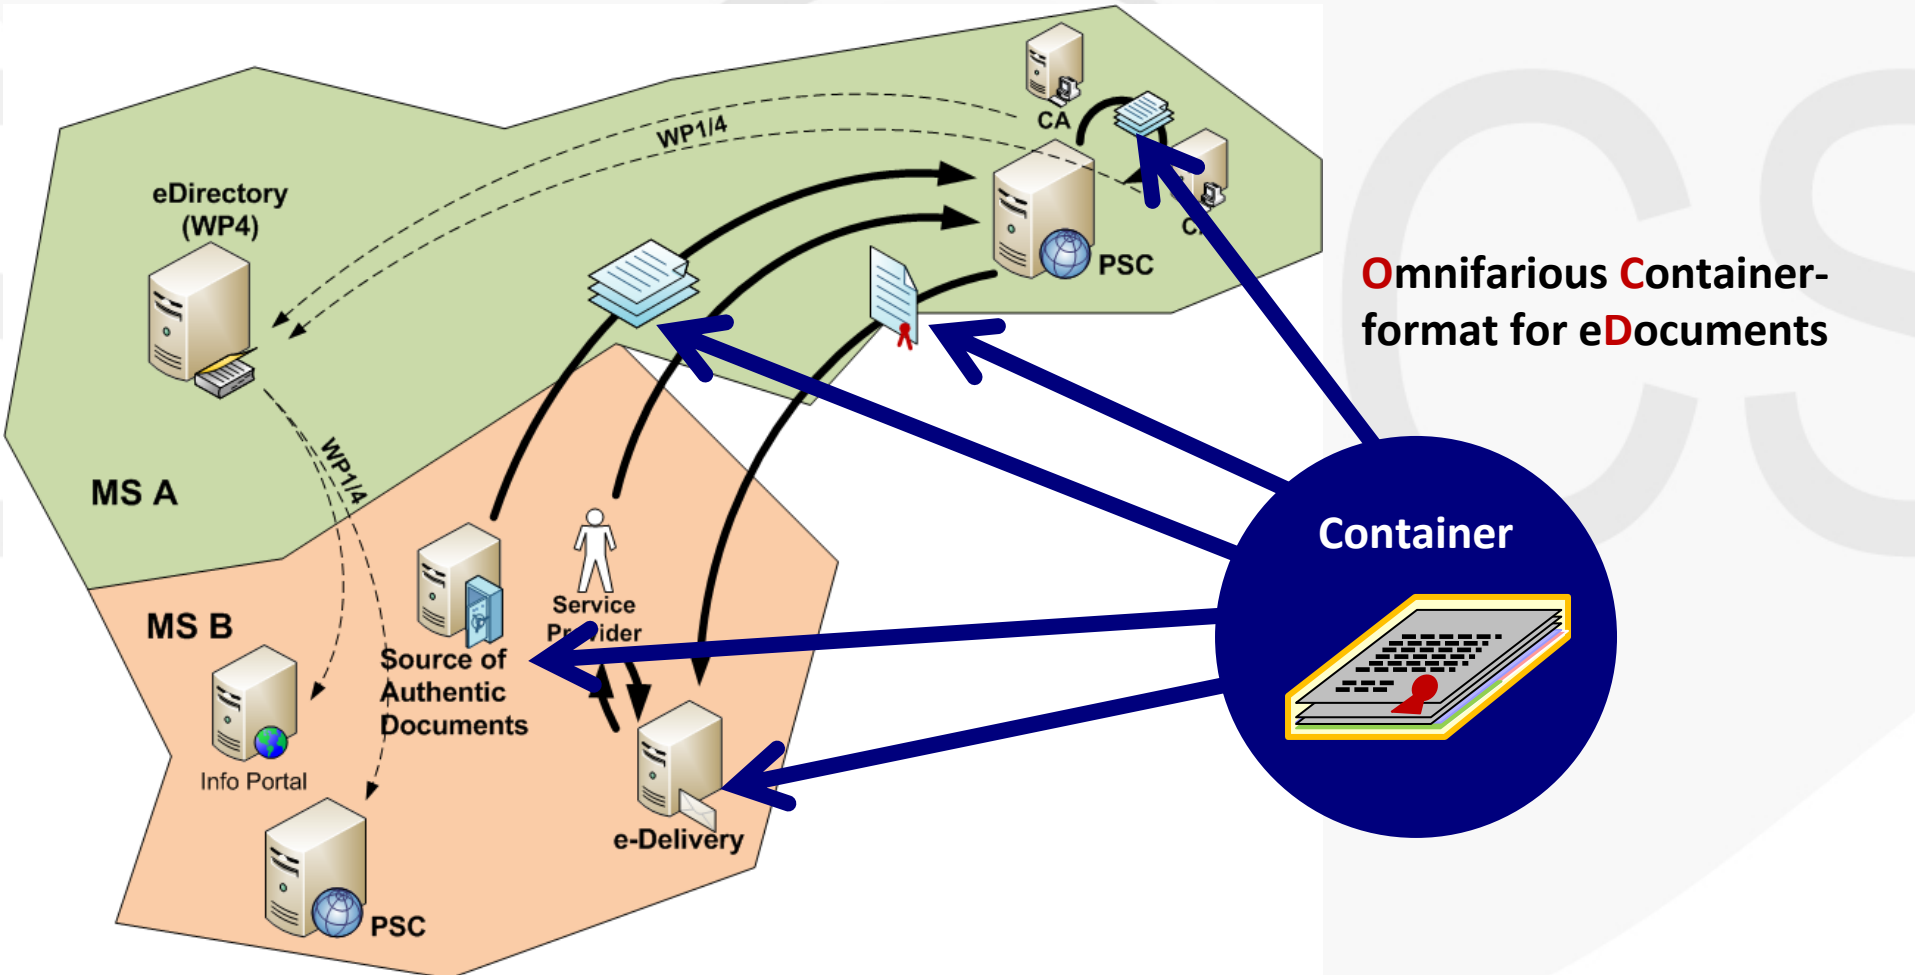 WP1/4
CA
eDirectory
(WP4)
PSC
Omnifarious Container-
format for eDocuments
MS A
WP1/4
Container
MS B
Service
Provider
Source of
Authentic
Documents
Info Portal
e-Delivery
PSC
CS